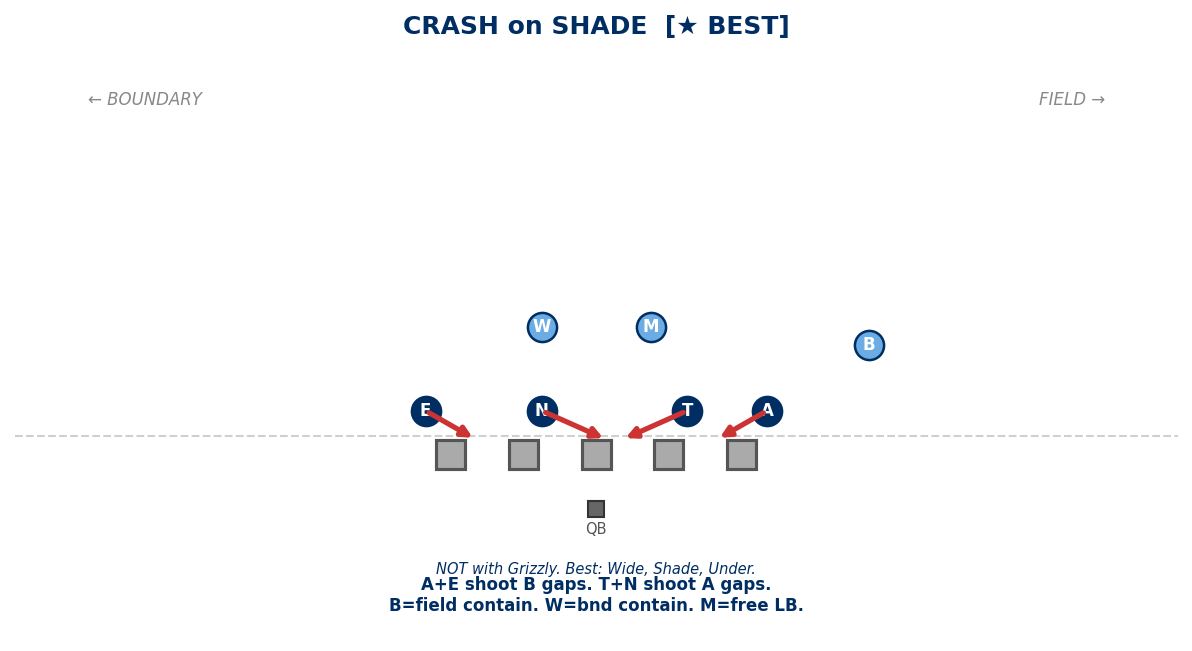 CRASH on SHADE [★ BEST]
← BOUNDARY
FIELD →
W
M
B
E
N
T
A
QB
NOT with Grizzly. Best: Wide, Shade, Under.
A+E shoot B gaps. T+N shoot A gaps.
B=field contain. W=bnd contain. M=free LB.